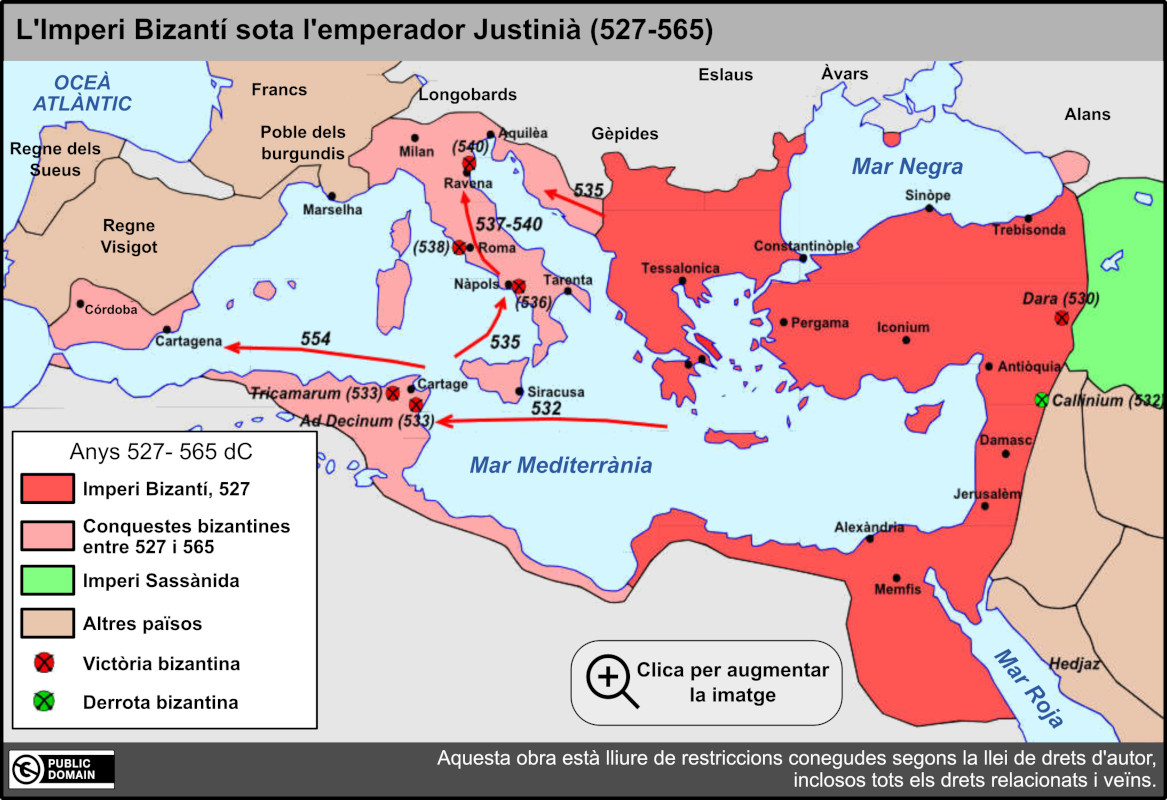 L'Imperi Bizantí sota l'emperador Justinià (527-565)
OCEÀ
ATLÀNTIC
Francs
Longobards
Eslaus
Àvars
Alans
Regne dels
Sueus
Poble dels
burgundis
Gèpides
Milan
Aquilèa
(540)
Ravena
Mar Negra
Marselha
535
Sinòpe
Trebisonda
Regne
Visigot
537-540
(538)
Roma
Constantinòple
Tessalonica
Nàpols
Tarenta
(536)
Dara (530)
Córdoba
Pergama
Iconium
Cartagena
554
535
Antiòquia
Tricamarum (533)
Cartage
Siracusa
Callinium (532)
Ad Decinum (533)
532
Damasc
Mar Mediterrània
Jerusalèm
Alexàndria
Memfis
Mar Roja
Hedjaz
Anys 527- 565 dC
Imperi Bizantí, 527
Conquestes bizantines
entre 527 i 565
Imperi Sassànida
Altres països
Victòria bizantina
Derrota bizantina
Clica per augmentar
la imatge
PUBLIC
DOMAIN
Aquesta obra està lliure de restriccions conegudes segons la llei de drets d'autor,
inclosos tots els drets relacionats i veïns.